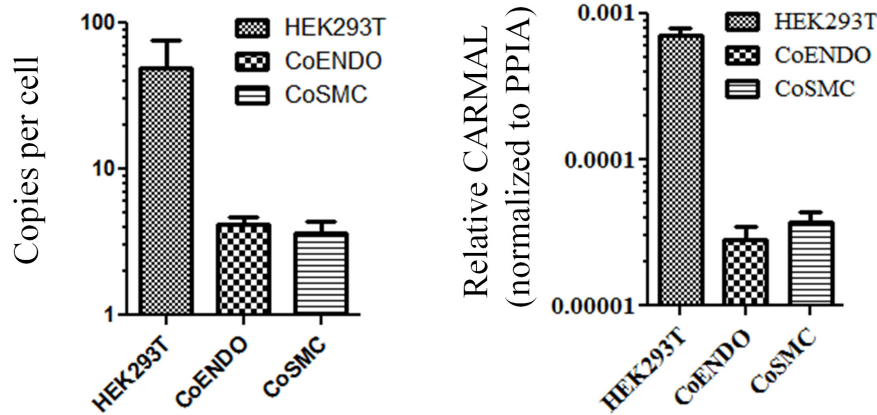 Copies per cell
100
10
1
HEK293T
CoENDO
CoSMC
HEK293T
CoENDO
CoSMC
Relative CARMAL
(normalized to PPIA)
0.001
0.0001
0.00001
HEK293T
CoENDO
CoSMC
HEK293T
CoENDO
CoSMC